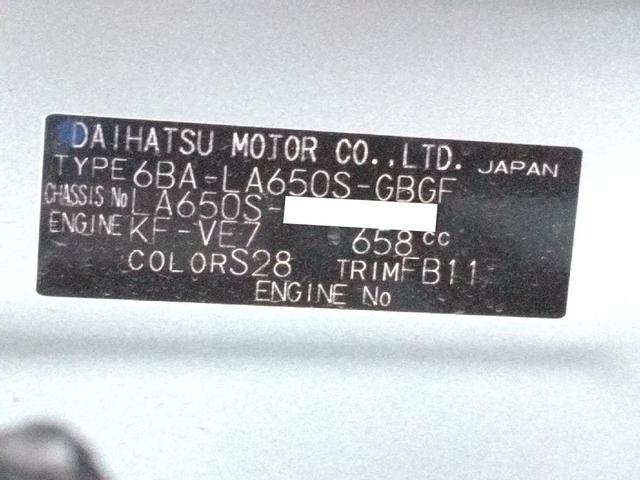 DAIHATSU MOTOR CO.,LTD. JAPAN
TYPE 6BA-LA650S-GBGF
CHASSIS No LA650S-
ENGINE KF-VE7 658cc
COLOR S28 TRIM FB11
ENGINE No